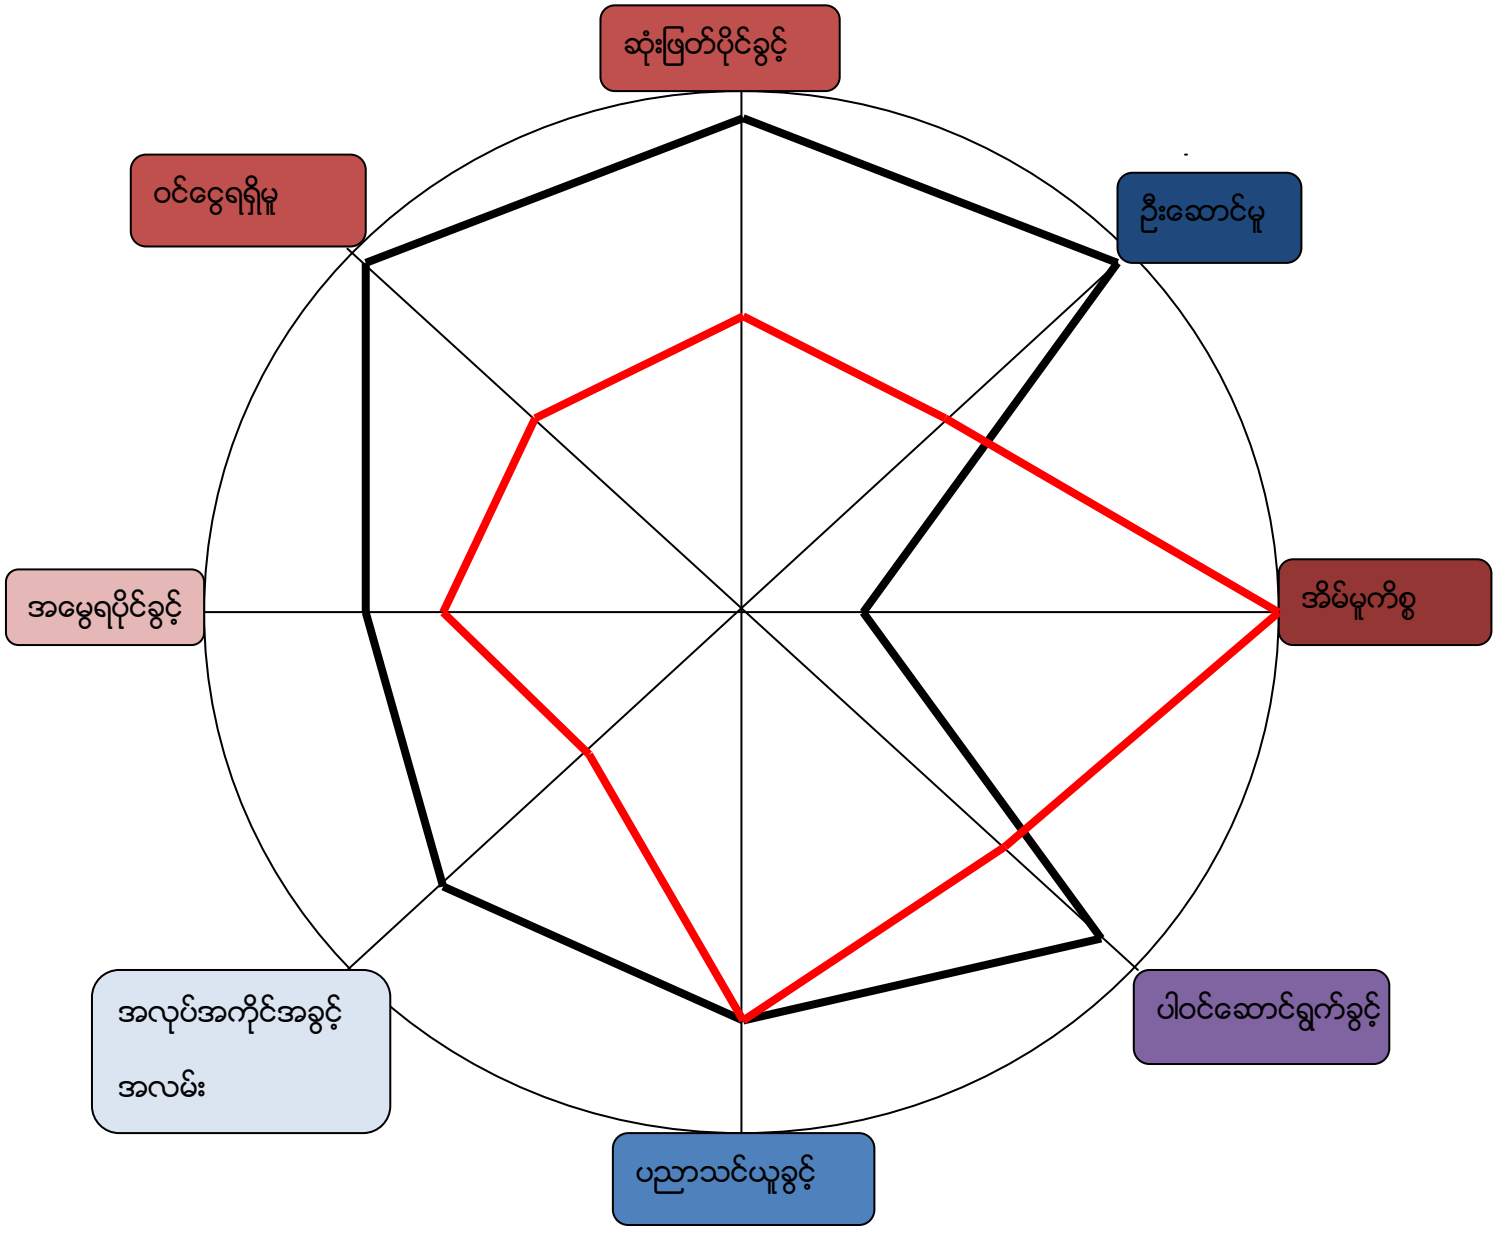 ဆုံးဖြတ်ပိုင်ခွင့်
ဝင်ငွေရရှိမှု
ဦးဆောင်မှု
အမွေရပိုင်ခွင့်
အိမ်မှုကိစ္စ
အလုပ်အကိုင်အခွင့်
အလမ်း
ပါဝင်ဆောင်ရွက်ခွင့်
ပညာသင်ယူခွင့်